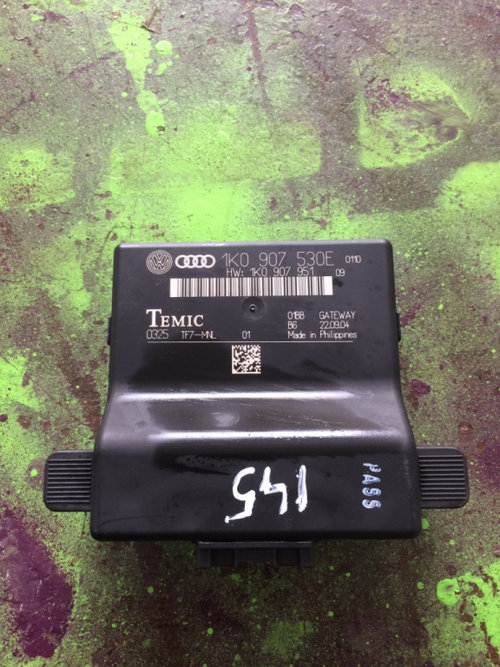 1K0 907 530E 0110
HW: 1K0 907 951 09
TEMIC 01BB GATEWAY
B6 22.09.04
0325 TF7-MNL 01 Made in Philippines
145
PASS